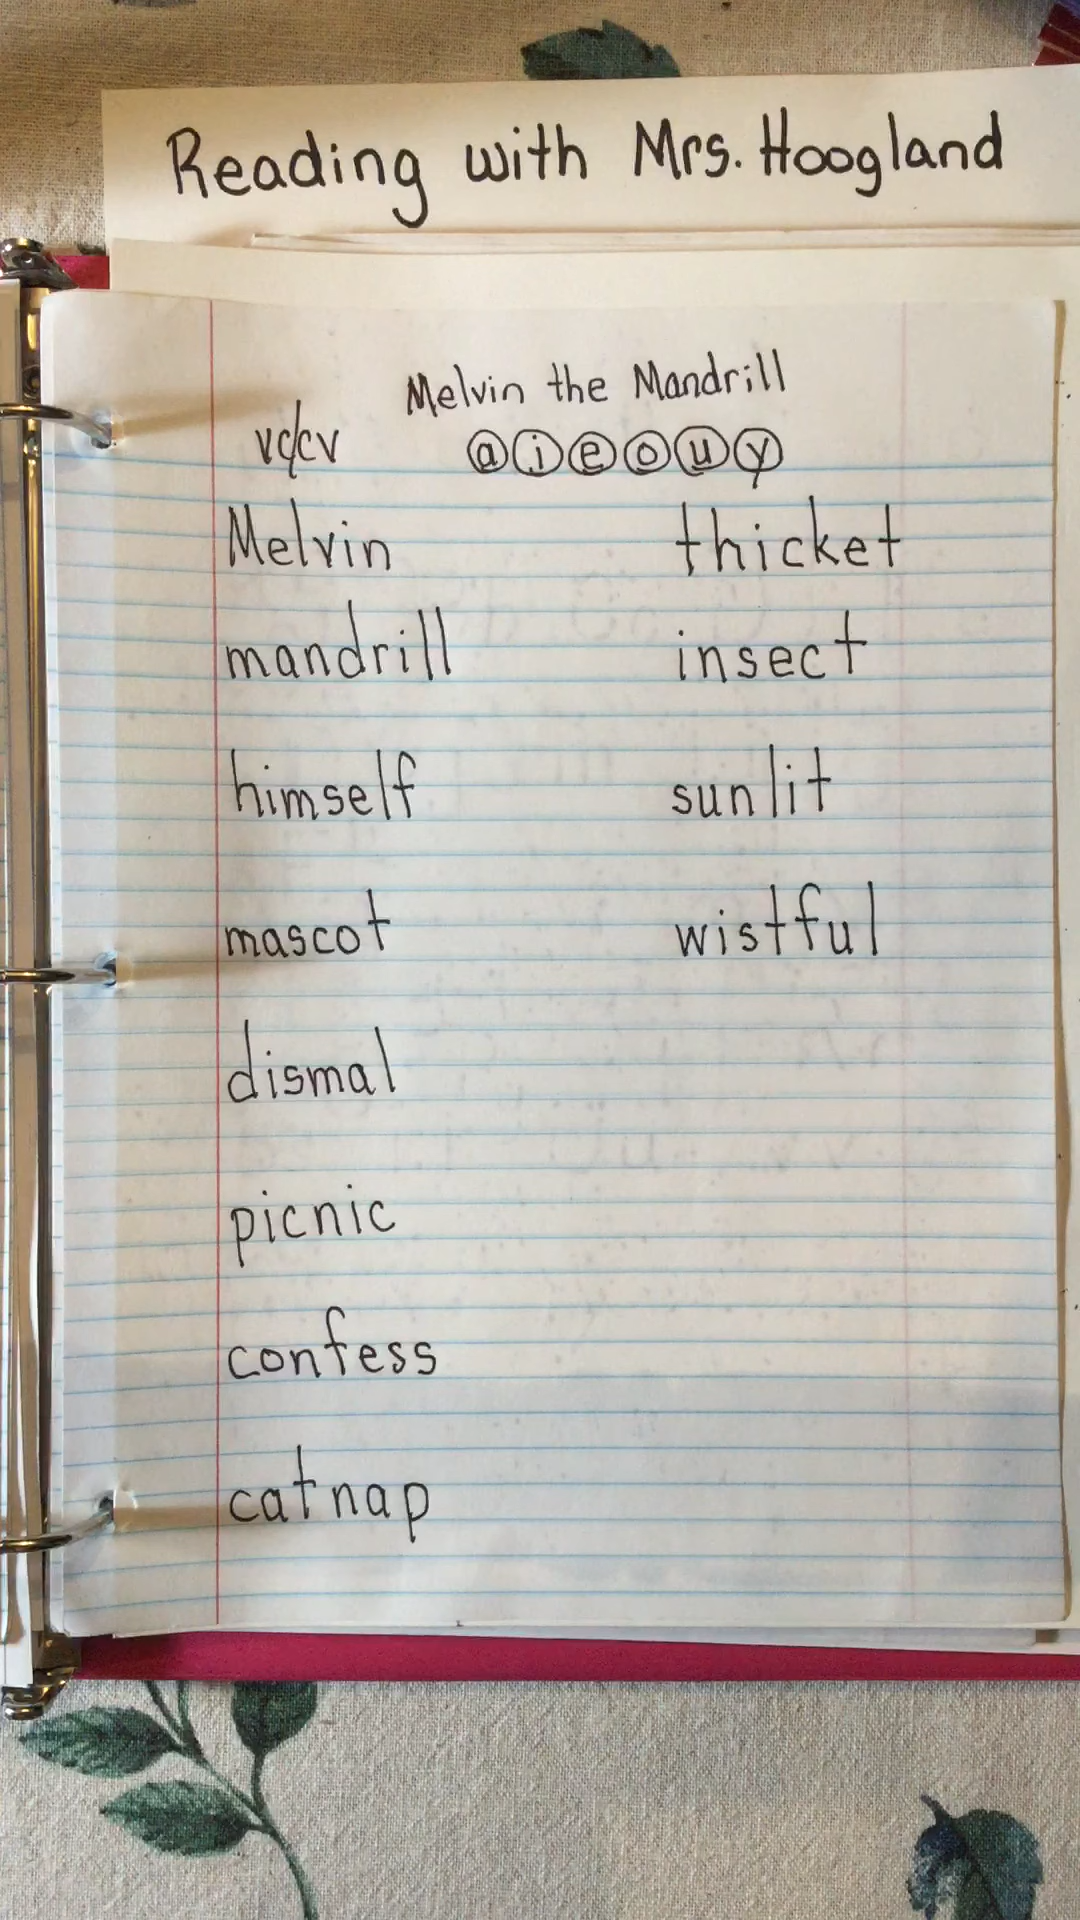 Reading with Mrs. Hoogland
Melvin the Mandrill
vc/cv a i e o u y
Melvin thicket
mandrill insect
himself sunlit
mascot wistful
dismal
picnic
confess
catnap